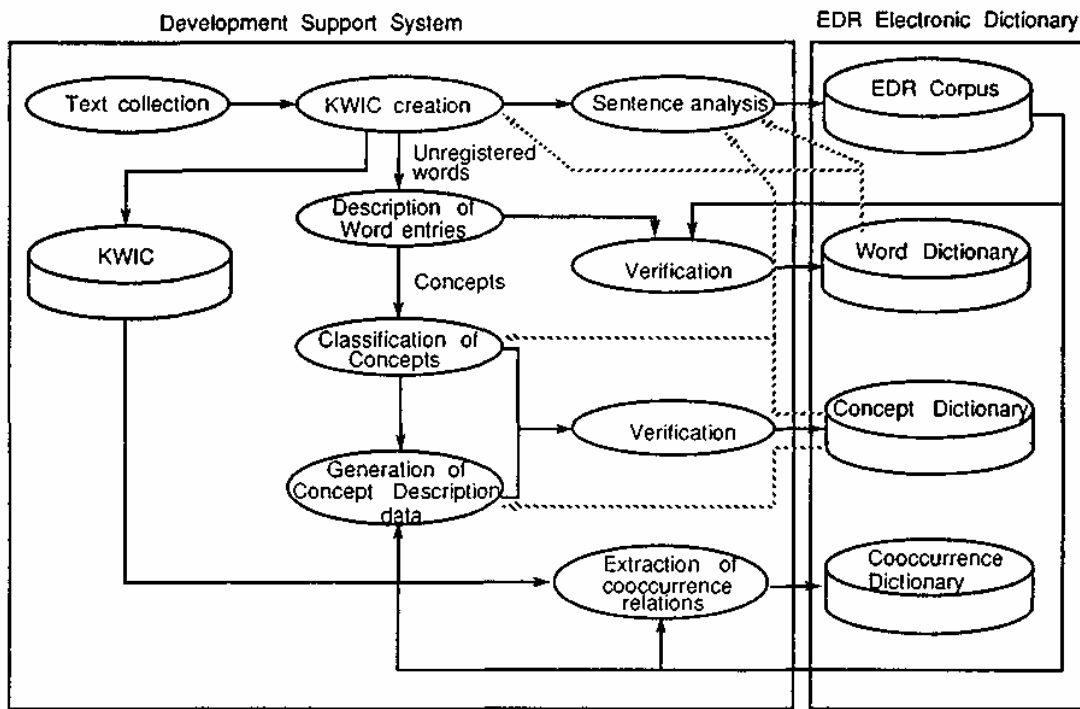 Development Support System
EDR Electronic Dictionary
Text collection
KWIC creation
Sentence analysis
EDR Corpus
Unregistered
words
Description of
Word entries
KWIC
Verification
Word Dictionary
Concepts
Classification of
Concepts
Verification
Concept Dictionary
Generation of
Concept Description
data
Extraction of
cooccurrence
relations
Cooccurrence
Dictionary